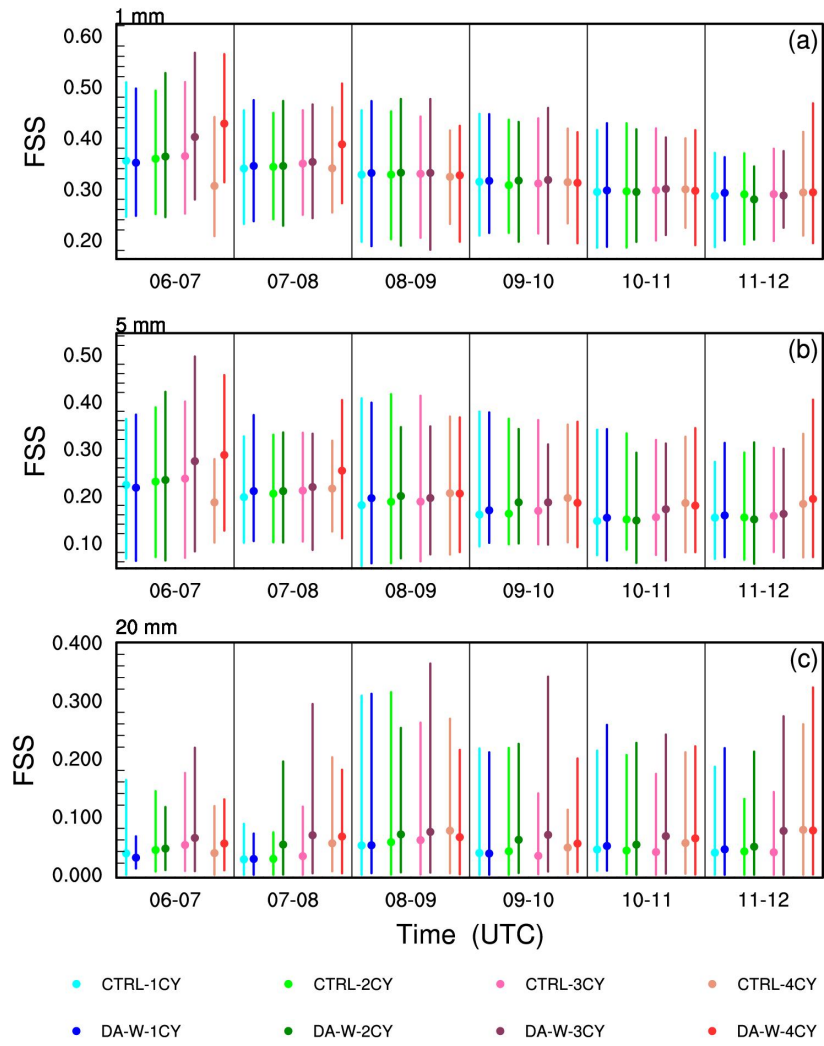 1 mm
(a)
0.60
0.50
0.40
0.30
0.20
FSS
06-07 07-08 08-09 09-10 10-11 11-12
5 mm
(b)
0.50
0.40
0.30
0.20
0.10
FSS
06-07 07-08 08-09 09-10 10-11 11-12
20 mm
(c)
0.400
0.300
0.200
0.100
0.000
FSS
06-07 07-08 08-09 09-10 10-11 11-12
Time (UTC)
CTRL-1CY CTRL-2CY CTRL-3CY CTRL-4CY
DA-W-1CY DA-W-2CY DA-W-3CY DA-W-4CY